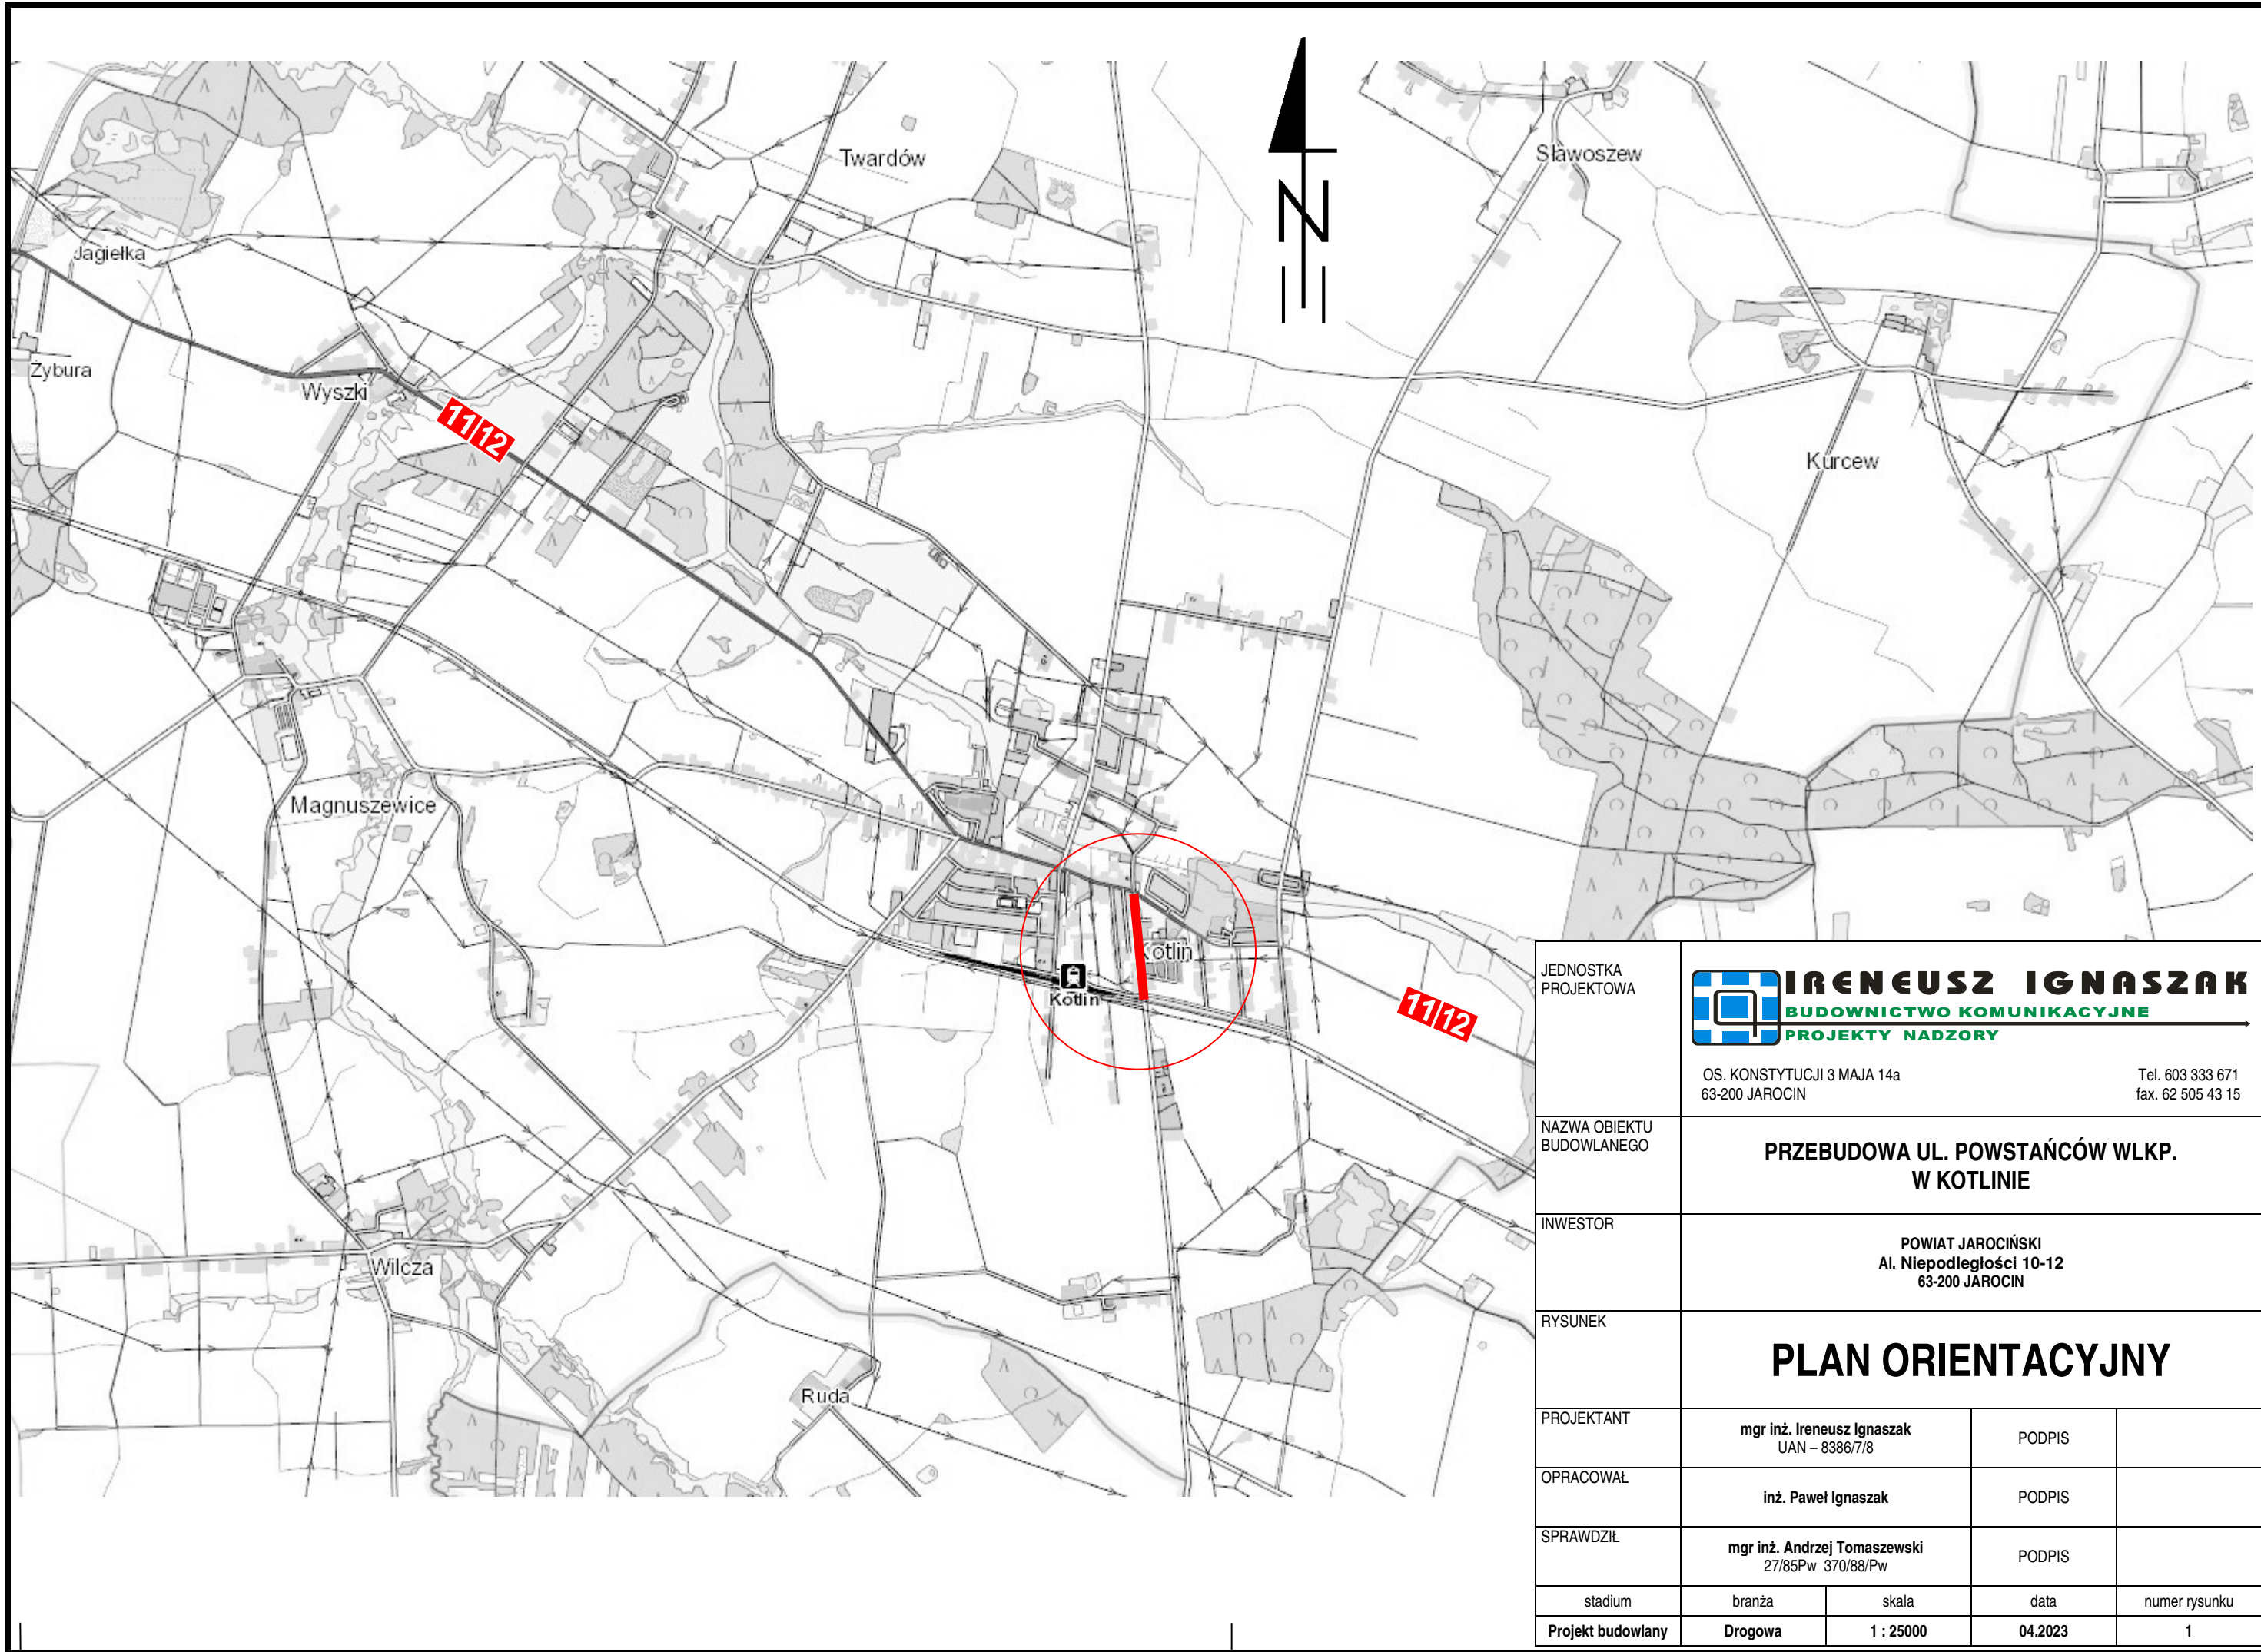 N
Twardów
Sławoszew
Jagiełka
Żybura
Wyszki
11/12
Kurcew
Magnuszewice
Kotlin
Kotlin
11/12
Wilcza
Ruda
JEDNOSTKA
PROJEKTOWA
IRENEUSZ IGNASZAK
BUDOWNICTWO KOMUNIKACYJNE
PROJEKTY NADZORY
OS. KONSTYTUCJI 3 MAJA 14a
63-200 JAROCIN
Tel. 603 333 671
fax. 62 505 43 15
NAZWA OBIEKTU
BUDOWLANEGO
PRZEBUDOWA UL. POWSTAŃCÓW WLKP.
W KOTLINIE
INWESTOR
POWIAT JAROCIŃSKI
Al. Niepodległości 10-12
63-200 JAROCIN
RYSUNEK
PLAN ORIENTACYJNY
PROJEKTANT
mgr inż. Ireneusz Ignaszak
UAN – 8386/7/8
PODPIS
OPRACOWAŁ
inż. Paweł Ignaszak
PODPIS
SPRAWDZIŁ
mgr inż. Andrzej Tomaszewski
27/85Pw 370/88/Pw
PODPIS
stadium branża skala data numer rysunku
Projekt budowlany Drogowa 1 : 25000 04.2023 1